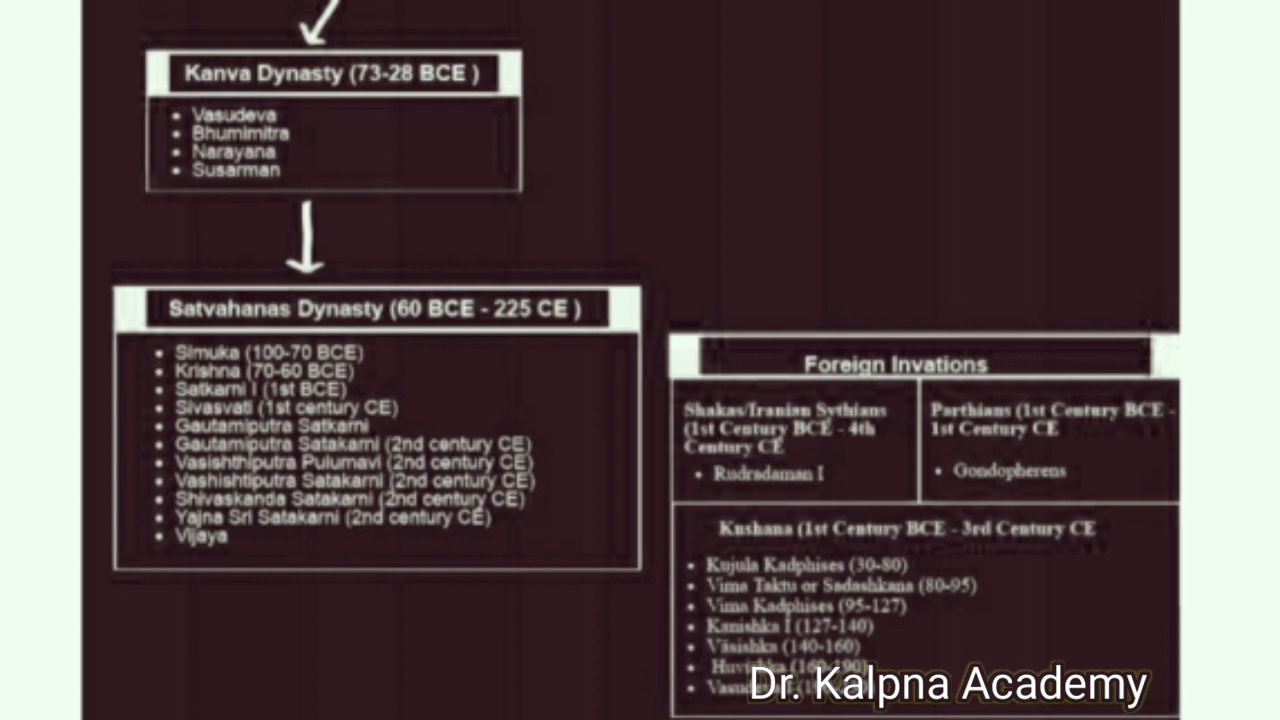 Kanva Dynasty (73-28 BCE )
• Vasudeva
• Bhumimitra
• Narayana
• Susarman
Satvahanas Dynasty (60 BCE - 225 CE )
• Simuka (100-70 BCE)
• Krishna (70-60 BCE)
• Satkarni I (1st BCE)
• Sivasvati (1st century CE)
• Gautamiputra Satkarni
• Gautamiputra Satakarni (2nd century CE)
• Vasishthiputra Pulumavi (2nd century CE)
• Vashishtiputra Satakarni (2nd century CE)
• Shivaskanda Satakarni (2nd century CE)
• Yajna Sri Satakarni (2nd century CE)
• Vijaya
Foreign Invations
Shakas/Iranian Sythians
(1st Century BCE - 4th
Century CE
• Rudradaman I
Parthians (1st Century BCE -
1st Century CE
• Gondopherens
Kushana (1st Century BCE - 3rd Century CE
• Kujula Kadphises (30-80)
• Vima Taktu or Sadashkana (80-95)
• Vima Kadphises (95-127)
• Kanishka I (127-140)
• Vasishka (140-160)
• Huvishka (160-190)
Dr. Kalpna Academy